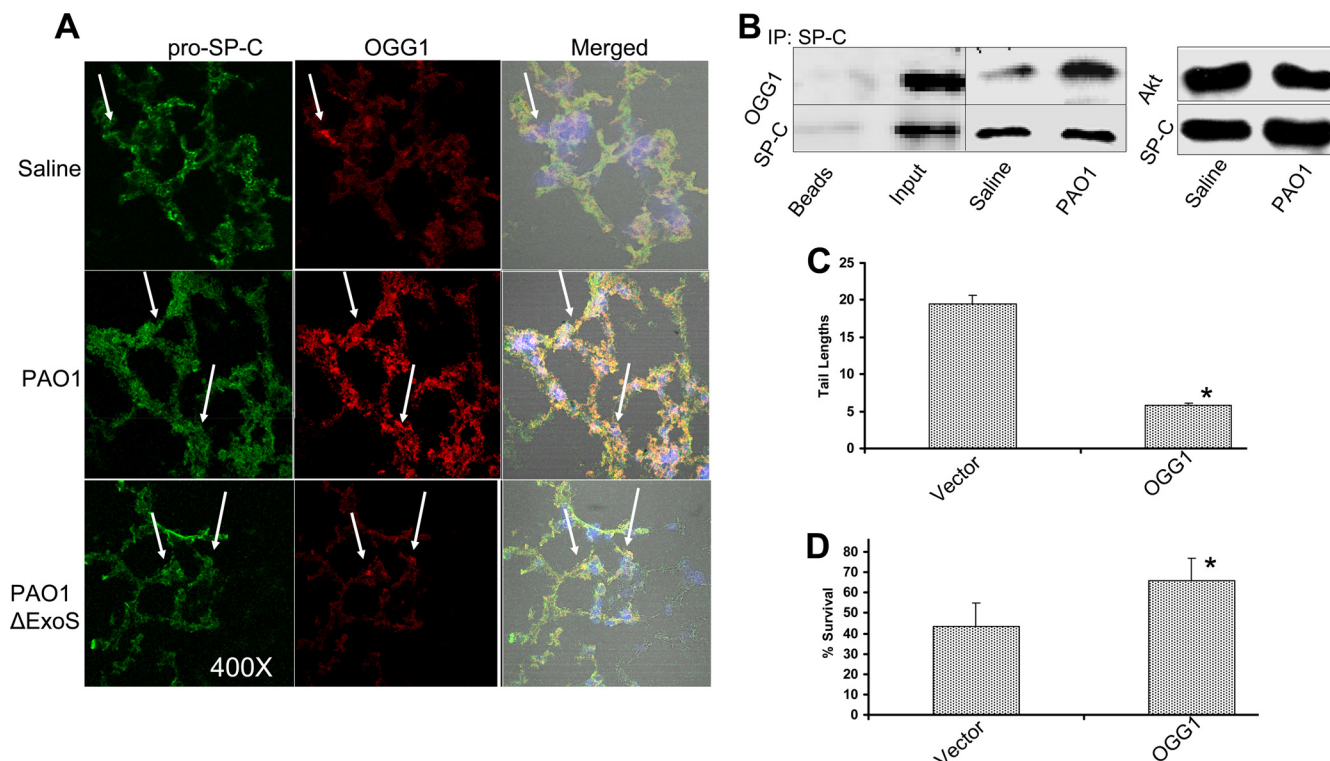 A
pro-SP-C
OGG1
Merged
Saline
PAO1
PAO1
ΔExoS
400X
B
IP: SP-C
OGG1
SP-C
Beads
Input
Saline
PAO1
Akt
SP-C
Saline
PAO1
C
Tail Lengths
25
20
15
10
5
0
*
Vector
OGG1
D
% Survival
80
70
60
50
40
30
20
10
0
*
Vector
OGG1